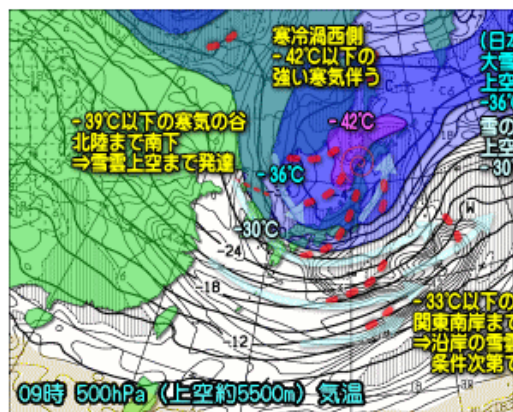 寒冷渦西側
-42℃以下の
強い寒気伴う
(日本
大雪
上空
-36℃
雪の
上空
-30
-39℃以下の寒気の谷
北陸まで南下
⇒雪雲上空まで発達
-42℃
-36℃
-30℃
-24
-18
-12
-18
W
-33℃以下の
関東南岸まで
⇒沿岸の雪雲
条件次第で
09時 500hPa (上空約5500m) 気温